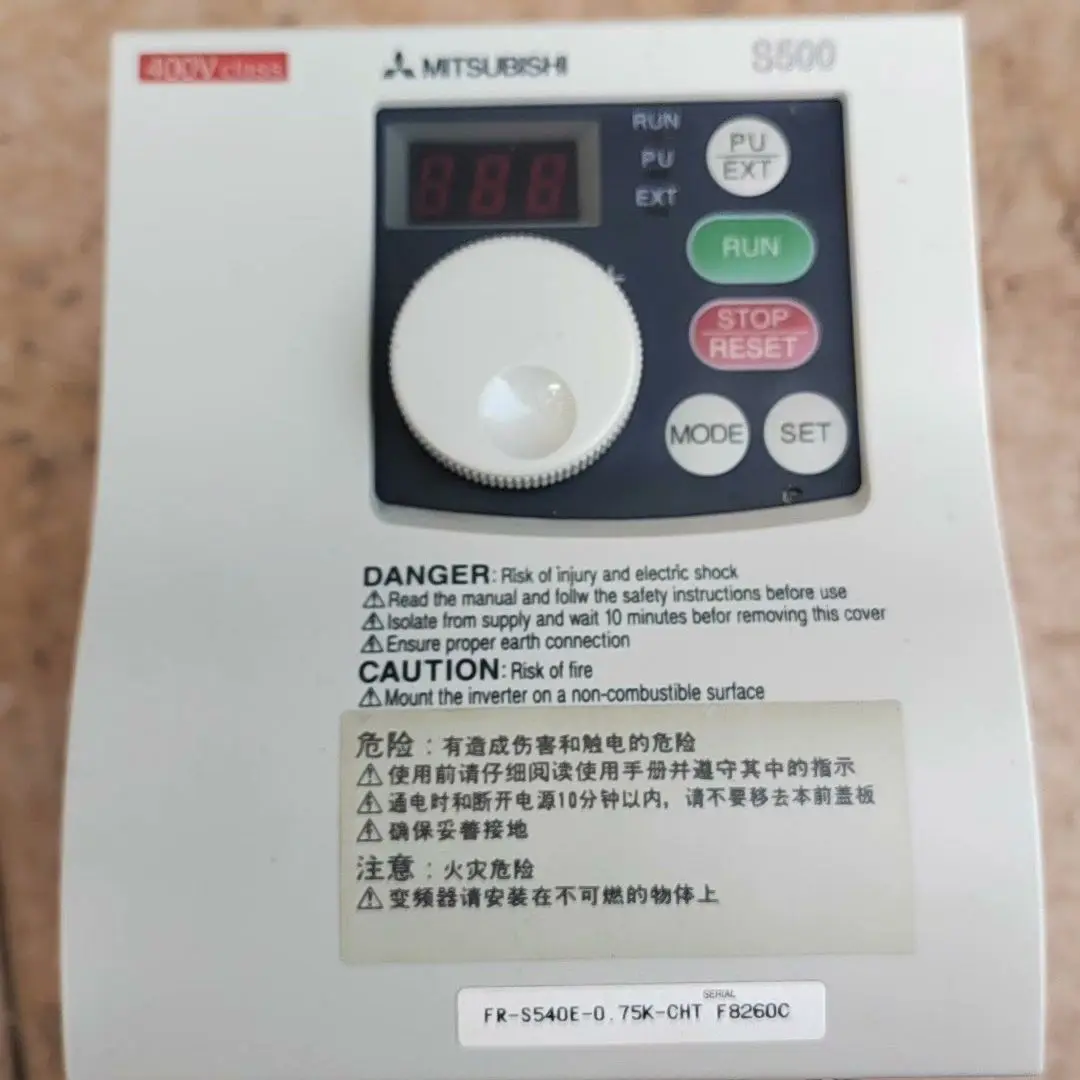 400V class
MITSUBISHI
S500
888
RUN
PU
EXT
PU
EXT
RUN
STOP
RESET
MODE
SET
DANGER: Risk of injury and electric shock
Read the manual and follw the safety instructions before use
Isolate from supply and wait 10 minutes befor removing this cover
Ensure proper earth connection
CAUTION: Risk of fire
Mount the inverter on a non-combustible surface
危险：有造成伤害和触电的危险
使用前请仔细阅读使用手册并遵守其中的指示
通电时和断开电源10分钟以内，请不要移去本前盖板
确保妥善接地
注意：火灾危险
变频器请安装在不可燃的物体上
SERIAL
FR-S540E-0.75K-CHT F8260C